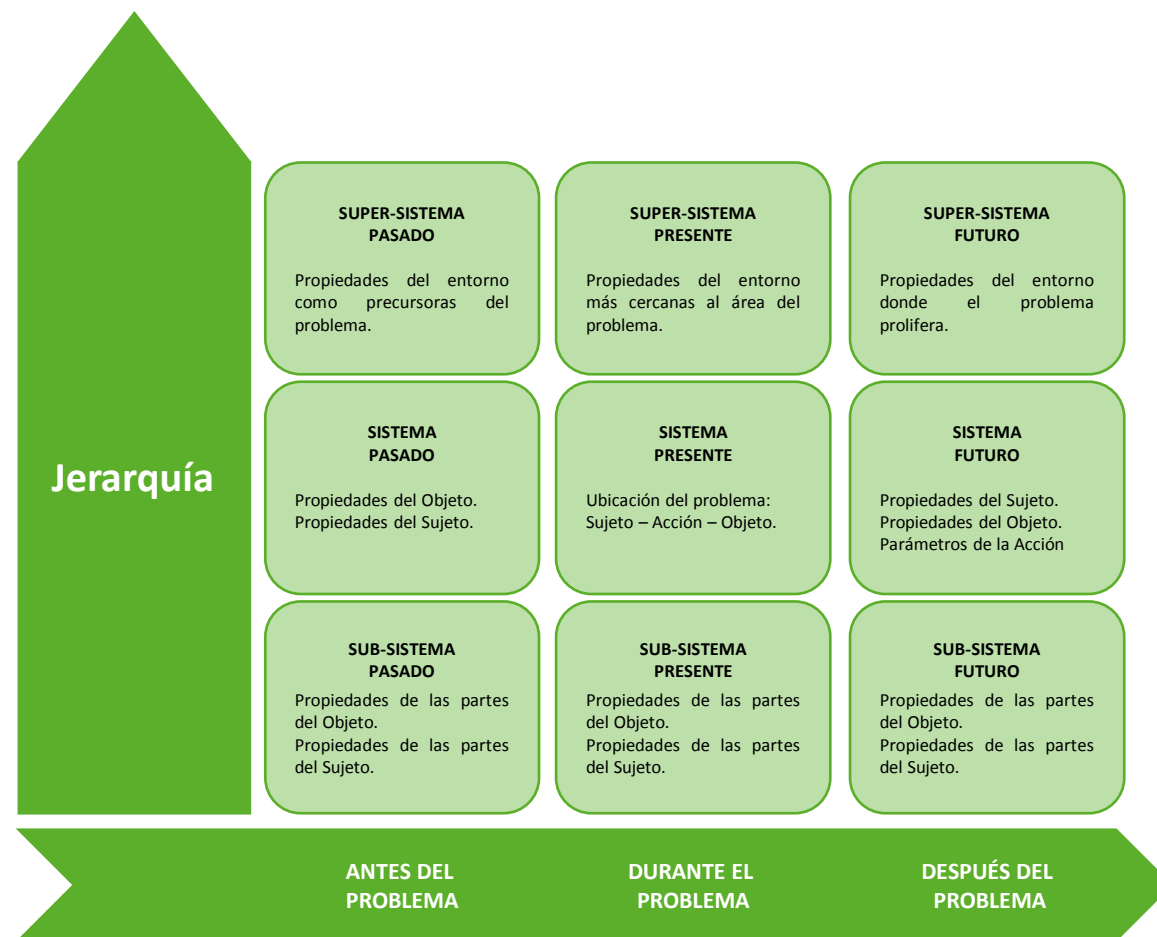 SUPER-SISTEMA
PASADO
Propiedades del entorno
como precursoras del
problema.
SUPER-SISTEMA
PRESENTE
Propiedades del entorno
más cercanas al área del
problema.
SUPER-SISTEMA
FUTURO
Propiedades del entorno
donde el problema
prolifera.
Jerarquía
SISTEMA
PASADO
Propiedades del Objeto.
Propiedades del Sujeto.
SISTEMA
PRESENTE
Ubicación del problema:
Sujeto – Acción – Objeto.
SISTEMA
FUTURO
Propiedades del Sujeto.
Propiedades del Objeto.
Parámetros de la Acción
SUB-SISTEMA
PASADO
Propiedades de las partes
del Objeto.
Propiedades de las partes
del Sujeto.
SUB-SISTEMA
PRESENTE
Propiedades de las partes
del Objeto.
Propiedades de las partes
del Sujeto.
SUB-SISTEMA
FUTURO
Propiedades de las partes
del Objeto.
Propiedades de las partes
del Sujeto.
ANTES DEL
PROBLEMA
DURANTE EL
PROBLEMA
DESPUÉS DEL
PROBLEMA